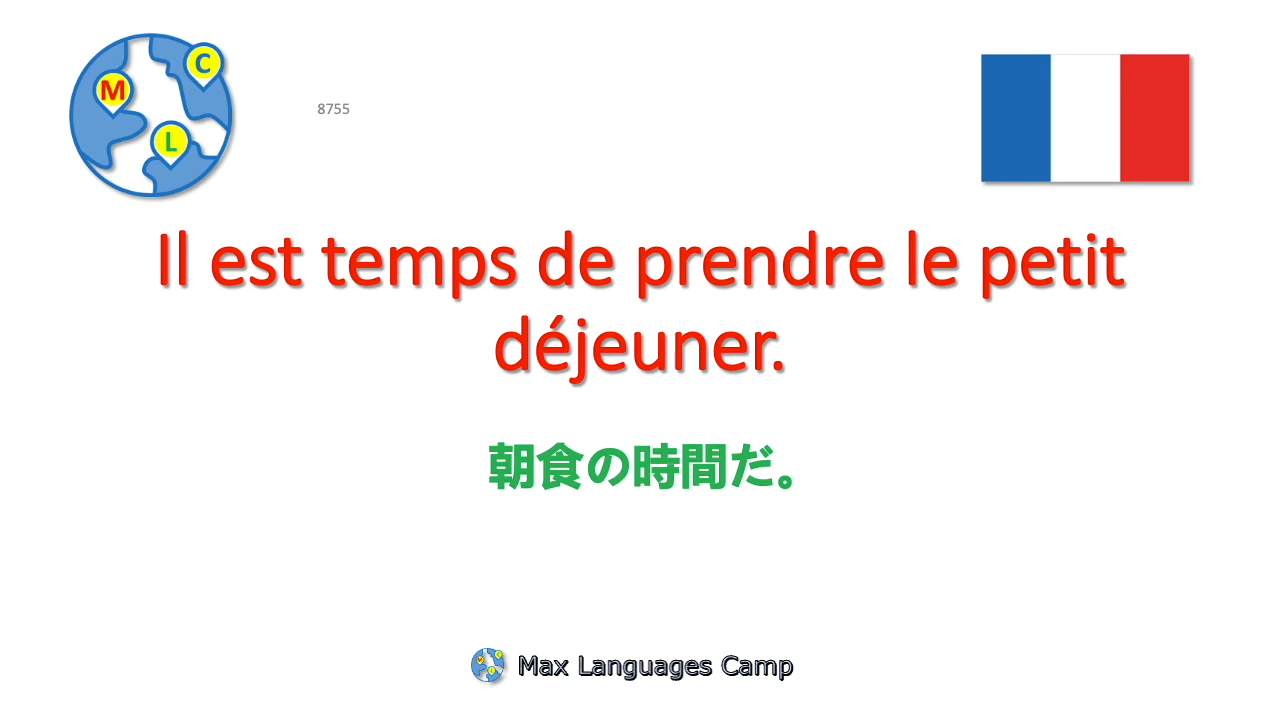 M
C
L
8755
Il est temps de prendre le petit
déjeuner.
朝食の時間だ。
Max Languages Camp